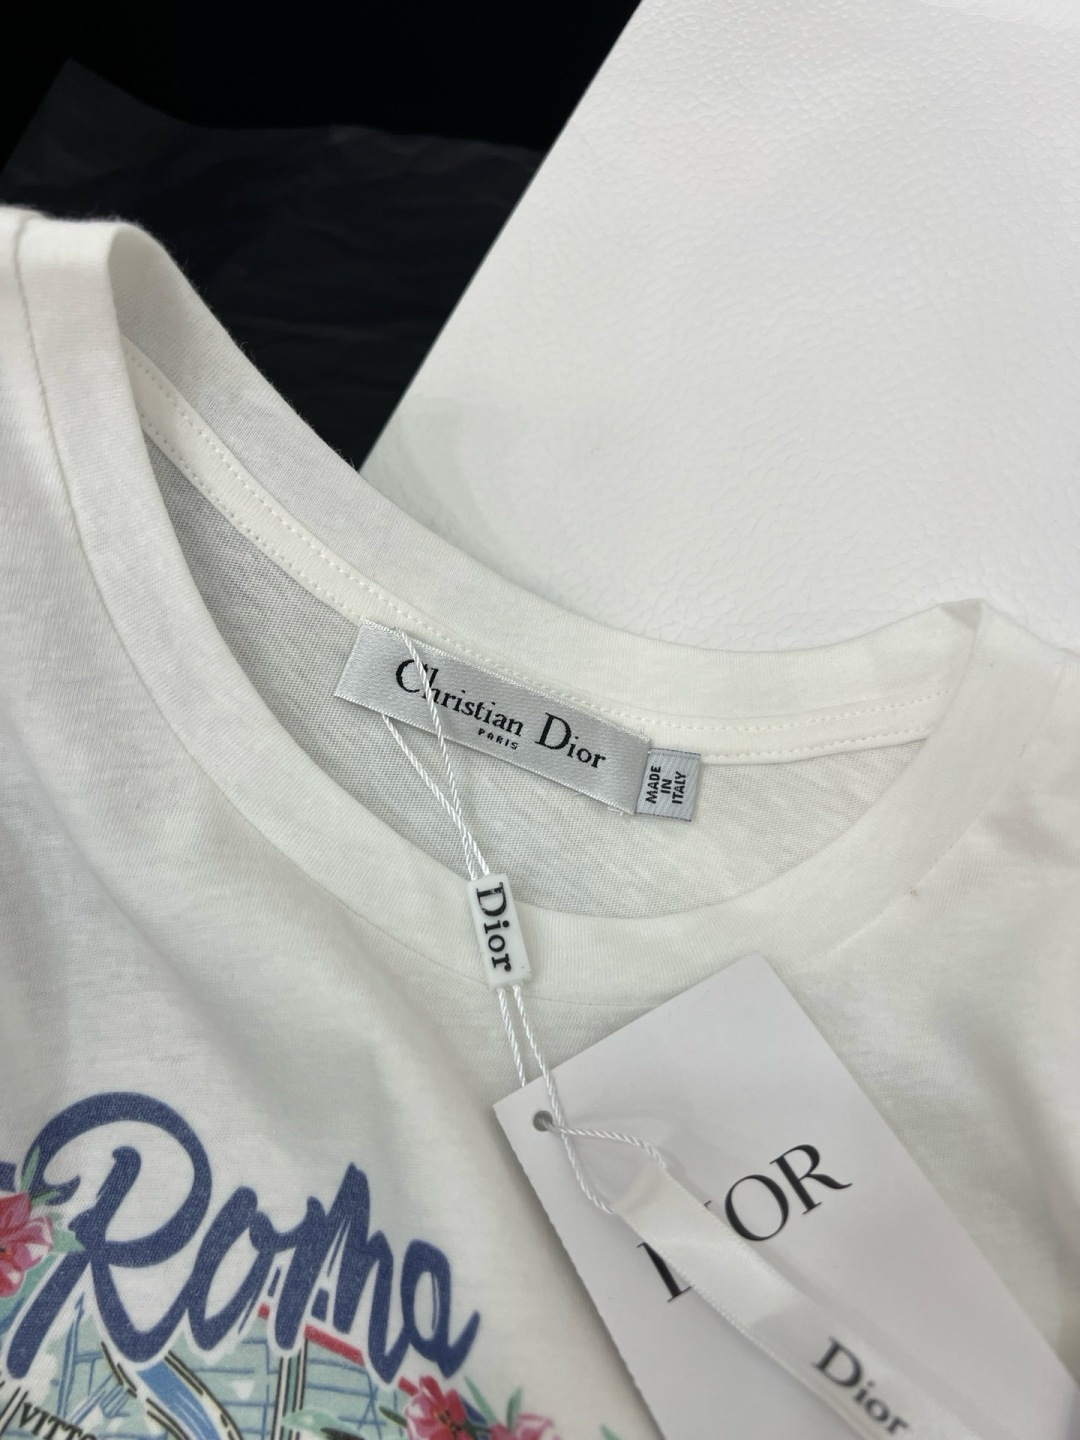 Christian Dior
PARIS
MADE
IN
ITALY
Dior
DIOR
Dior
Roma